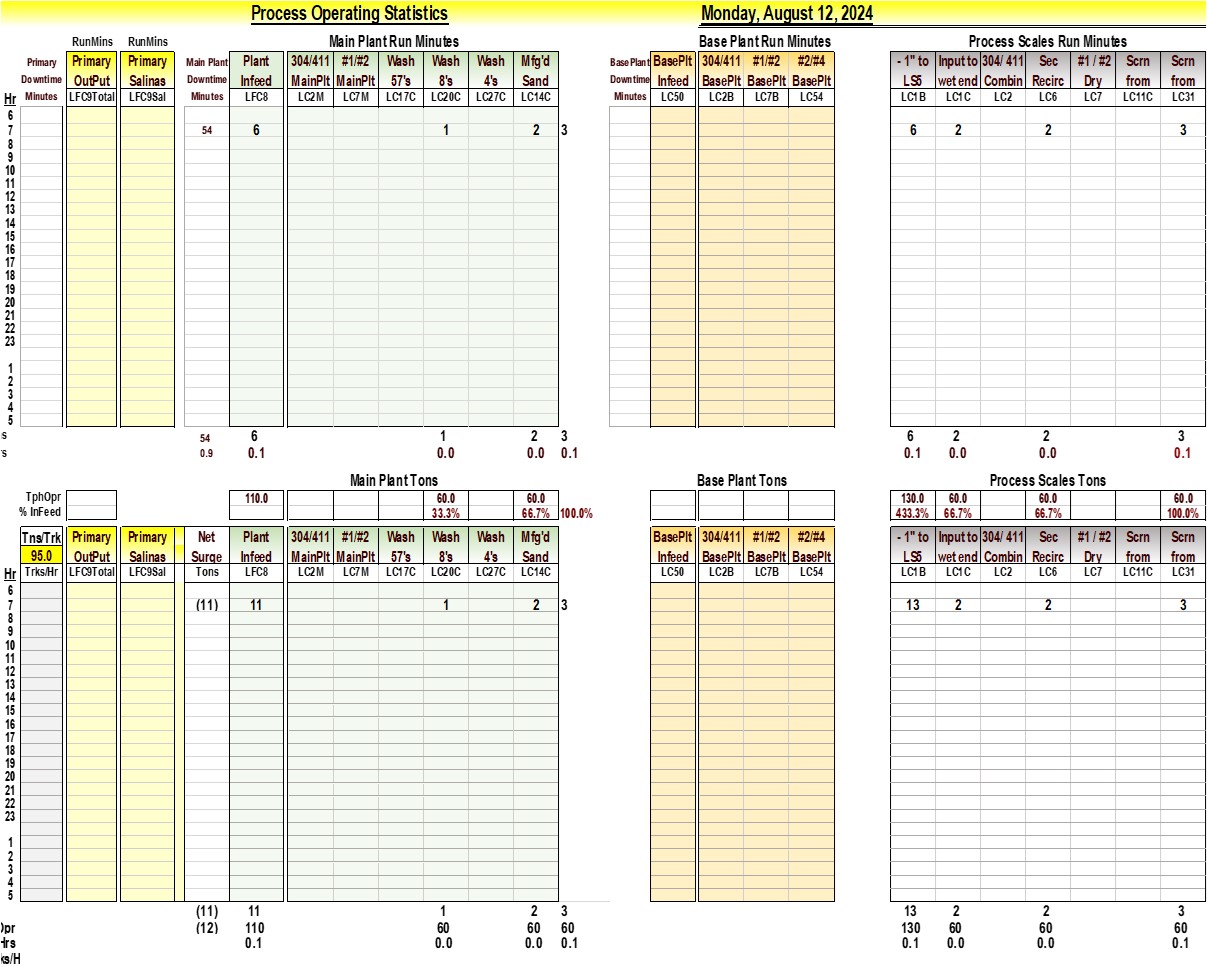 Process Operating Statistics Monday, August 12, 2024
RunMins RunMins Main Plant Run Minutes Base Plant Run Minutes Process Scales Run Minutes
Primary Primary Primary Main Plant Plant 304/411 #1/#2 Wash Wash Wash Mfg'd BasePlant BasePlt 304/411 #1/#2 #2/#4 - 1" to Input to 304/ 411 Sec #1 / #2 Scrn Scrn
Downtime OutPut Salinas Downtime Infeed MainPlt MainPlt 57's 8's 4's Sand Downtime Infeed BasePlt BasePlt BasePlt LS5 wet end Combin Recirc Dry from from
Hr Minutes LFC9Total LFC9Sal Minutes LFC8 LC2M LC7M LC17C LC20C LC27C LC14C Minutes LC50 LC2B LC7B LC54 LC1B LC1C LC2 LC6 LC7 LC11C LC31
6
7 54 6 1 2 3 6 2 2 3
8
9
10
11
12
13
14
15
16
17
18
19
20
21
22
23
1
2
3
4
5
s 54 6 1 2 3 6 2 2 3
s 0.9 0.1 0.0 0.0 0.1 0.1 0.0 0.0 0.1
Main Plant Tons Base Plant Tons Process Scales Tons
TphOpr 110.0 60.0 60.0 130.0 60.0 60.0 60.0
% InFeed 33.3% 66.7% 100.0% 433.3% 66.7% 66.7% 100.0%
Tns/Trk Primary Primary Net Plant 304/411 #1/#2 Wash Wash Wash Mfg'd BasePlt 304/411 #1/#2 #2/#4 - 1" to Input to 304/ 411 Sec #1 / #2 Scrn Scrn
95.0 OutPut Salinas Surge Infeed MainPlt MainPlt 57's 8's 4's Sand Infeed BasePlt BasePlt BasePlt LS5 wet end Combin Recirc Dry from from
Hr Trks/Hr LFC9Total LFC9Sal Tons LFC8 LC2M LC7M LC17C LC20C LC27C LC14C LC50 LC2B LC7B LC54 LC1B LC1C LC2 LC6 LC7 LC11C LC31
6
7 (11) 11 1 2 3 13 2 2 3
8
9
10
11
12
13
14
15
16
17
18
19
20
21
22
23
1
2
3
4
5
(11) 11 1 2 3 13 2 2 3
Opr (12) 110 60 60 60 130 60 60 60
Hrs 0.1 0.0 0.0 0.1 0.1 0.0 0.0 0.1
ks/H